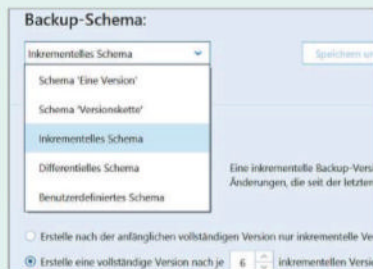 Backup-Schema:
Inkrementelles Schema
Speichern un
Schema 'Eine Version'
Schema 'Versionskette'
Inkrementelles Schema
Differentielles Schema
Benutzerdefiniertes Schema
Eine inkrementelle Backup-Versi
Änderungen, die seit der letzten
Erstelle nach der anfänglichen vollständigen Version nur inkrementelle Ve
Erstelle eine vollständige Version nach je 6 inkrementellen Versio